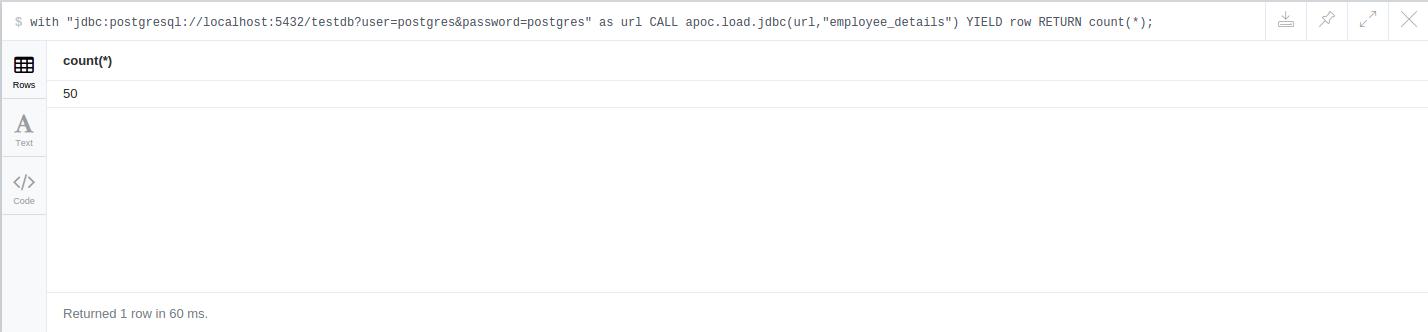 $ with "jdbc:postgresql://localhost:5432/testdb?user=postgres&password=postgres" as url CALL apoc.load.jdbc(url,"employee_details") YIELD row RETURN count(*);
Rows
Text
Code
count(*)
50
Returned 1 row in 60 ms.